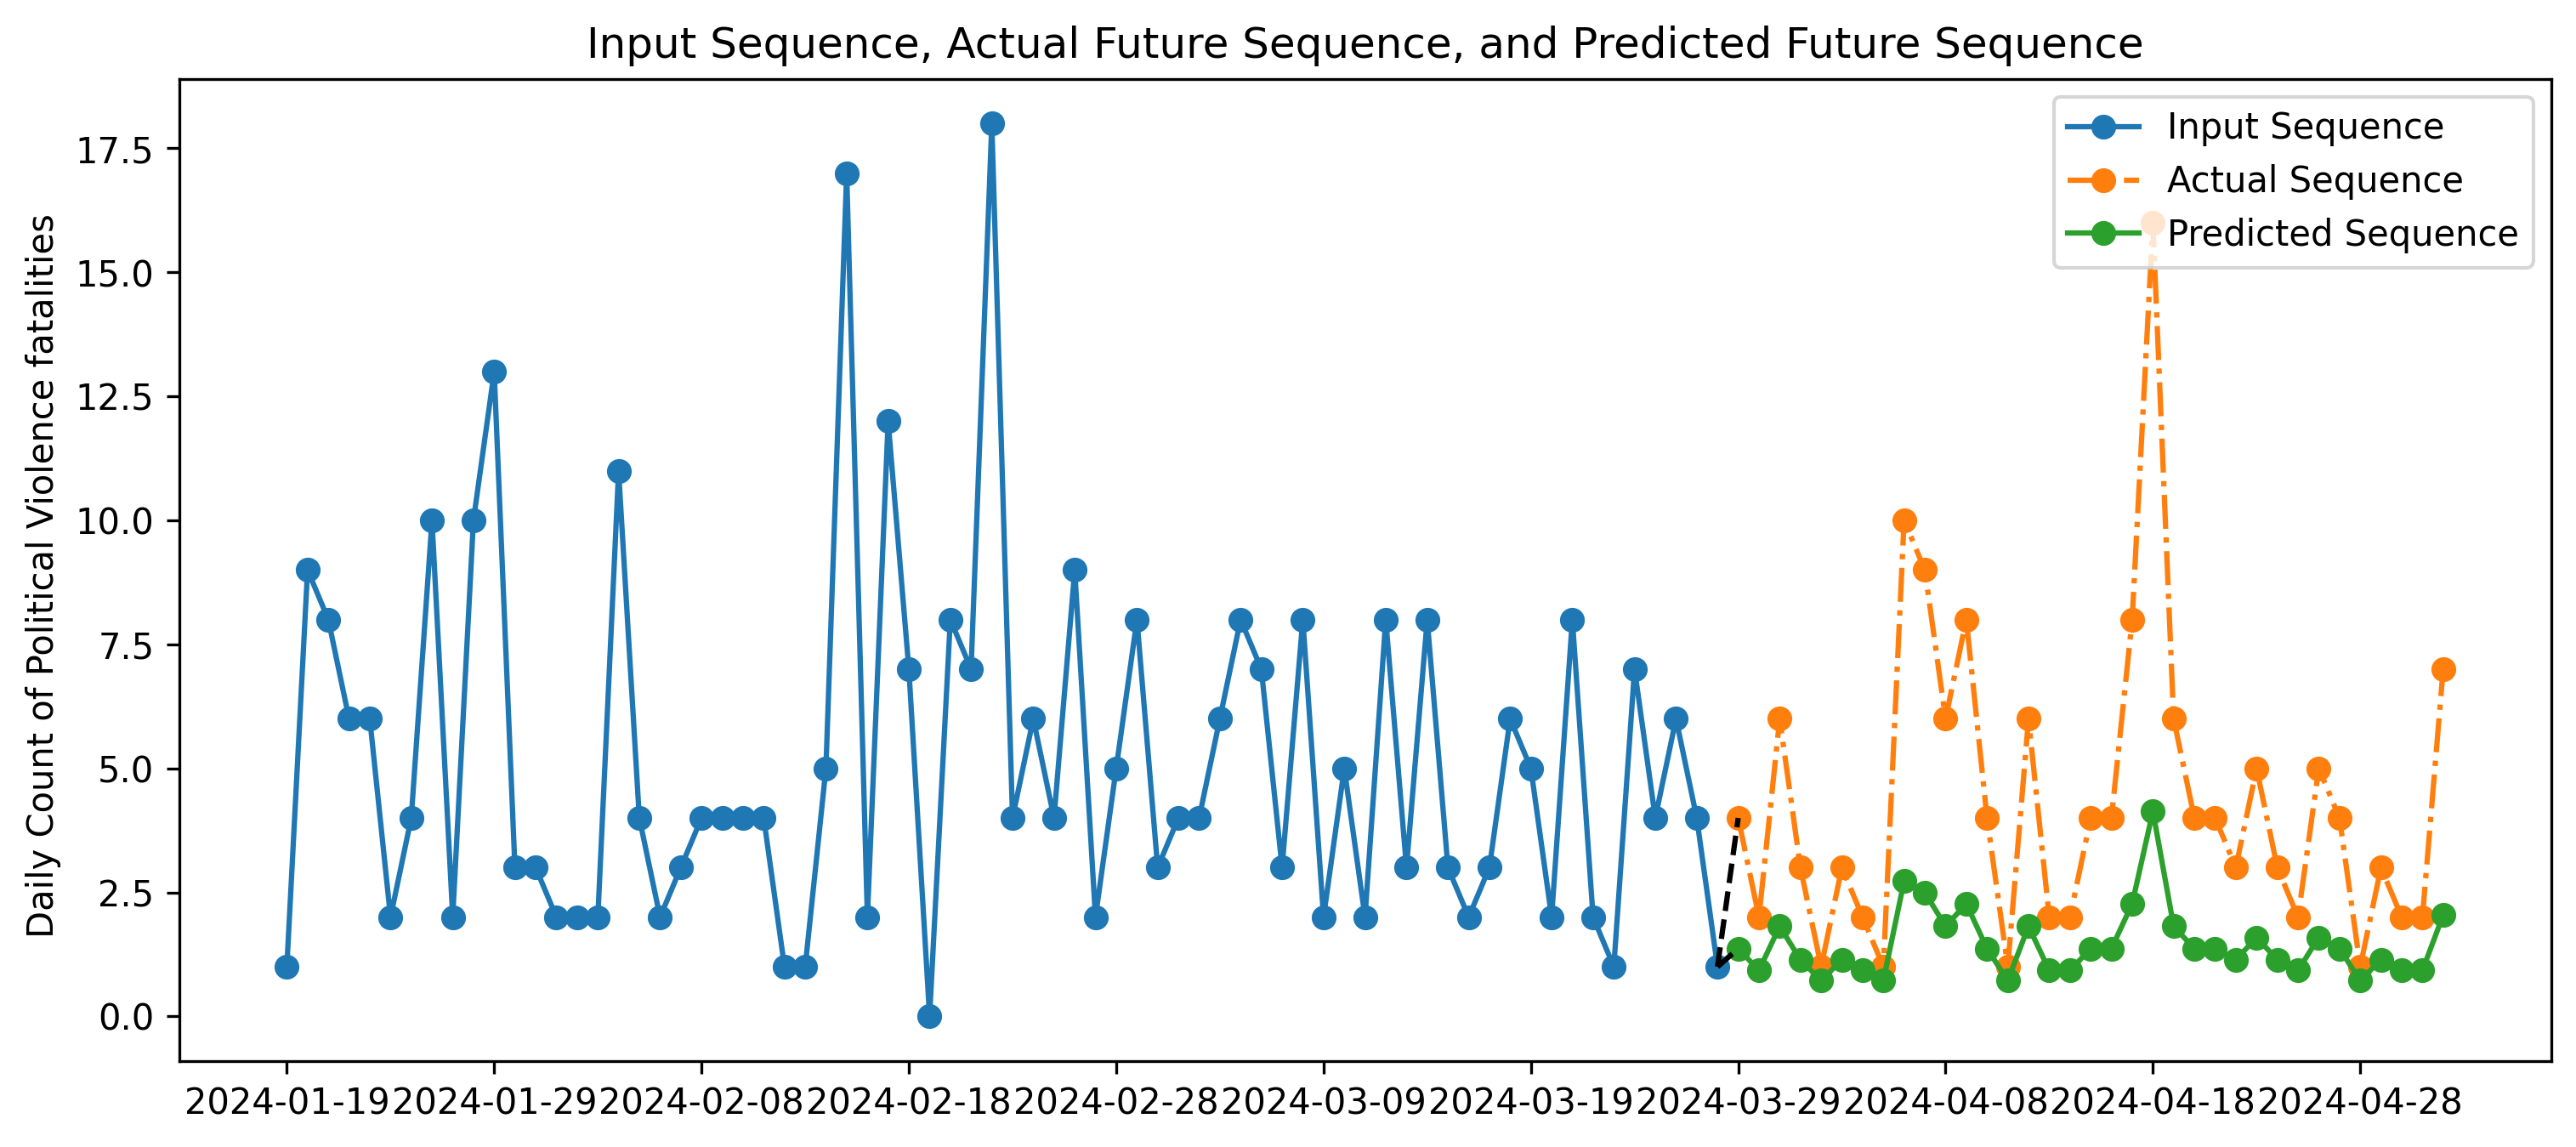 Input Sequence, Actual Future Sequence, and Predicted Future Sequence
Daily Count of Political Violence fatalities
17.5
15.0
12.5
10.0
7.5
5.0
2.5
0.0
Input Sequence
Actual Sequence
Predicted Sequence
2024-01-19 2024-01-29 2024-02-08 2024-02-18 2024-02-28 2024-03-09 2024-03-19 2024-03-29 2024-04-08 2024-04-18 2024-04-28